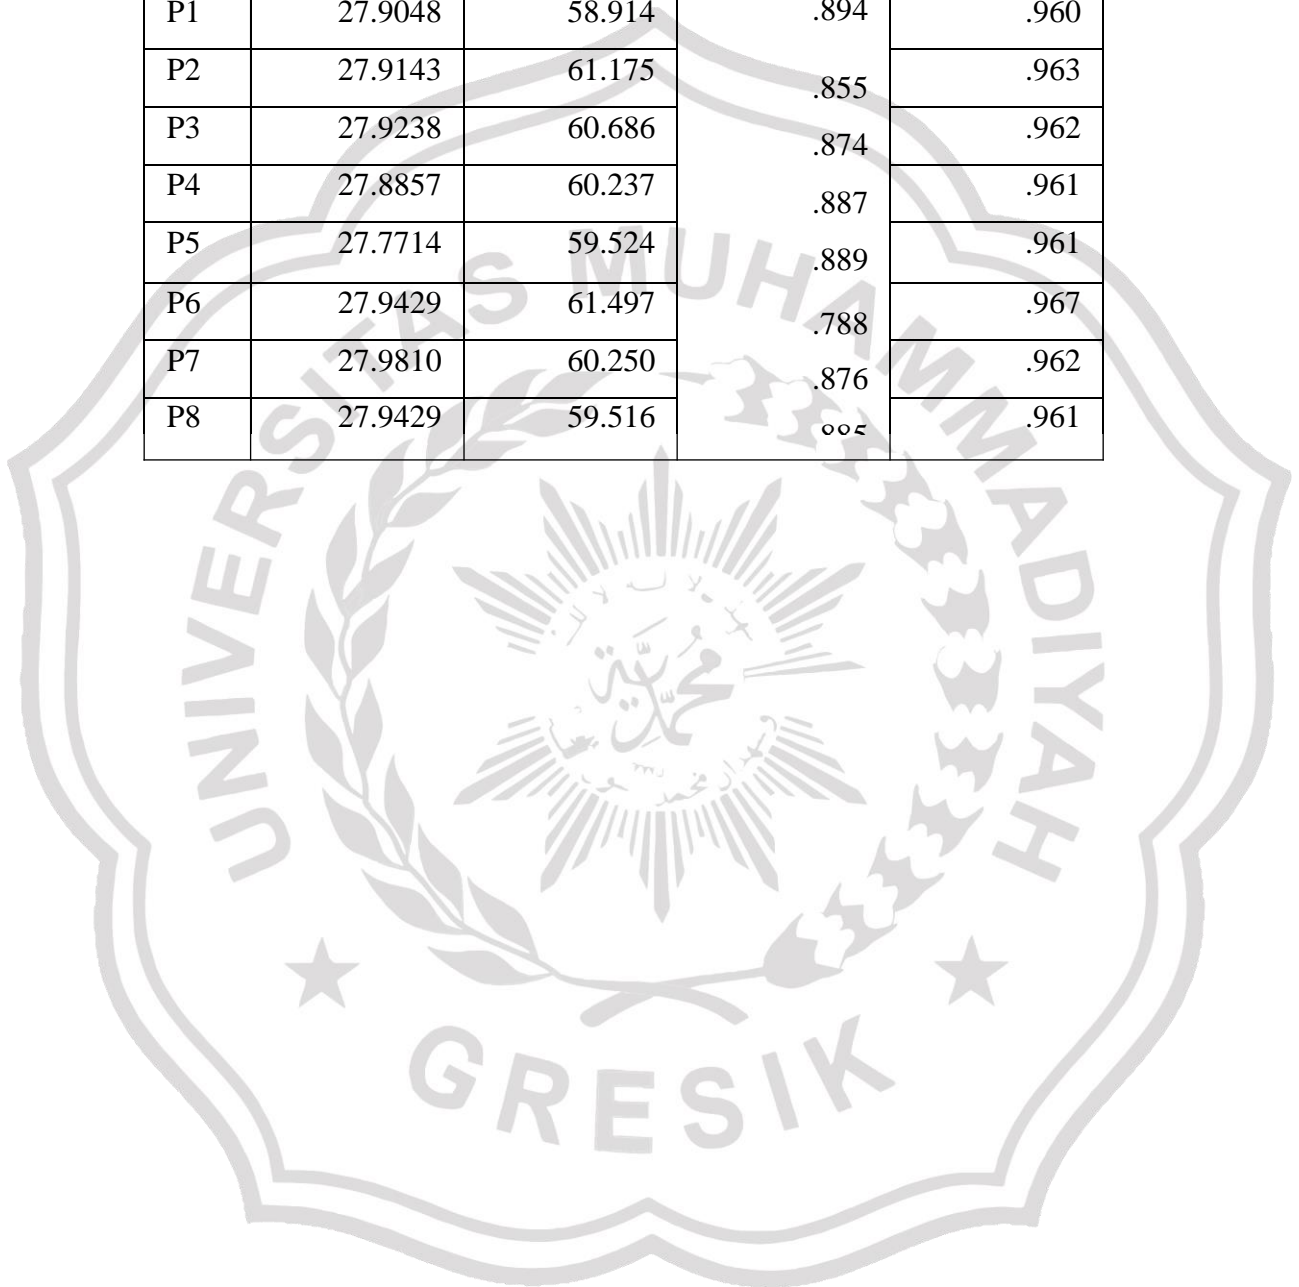 P1 27.9048 58.914 .894 .960
P2 27.9143 61.175 .855 .963
P3 27.9238 60.686 .874 .962
P4 27.8857 60.237 .887 .961
P5 27.7714 59.524 .889 .961
P6 27.9429 61.497 .788 .967
P7 27.9810 60.250 .876 .962
P8 27.9429 59.516 .885 .961
UNIVERSITAS MUHAMMADIYAH
محمدية
GRESIK